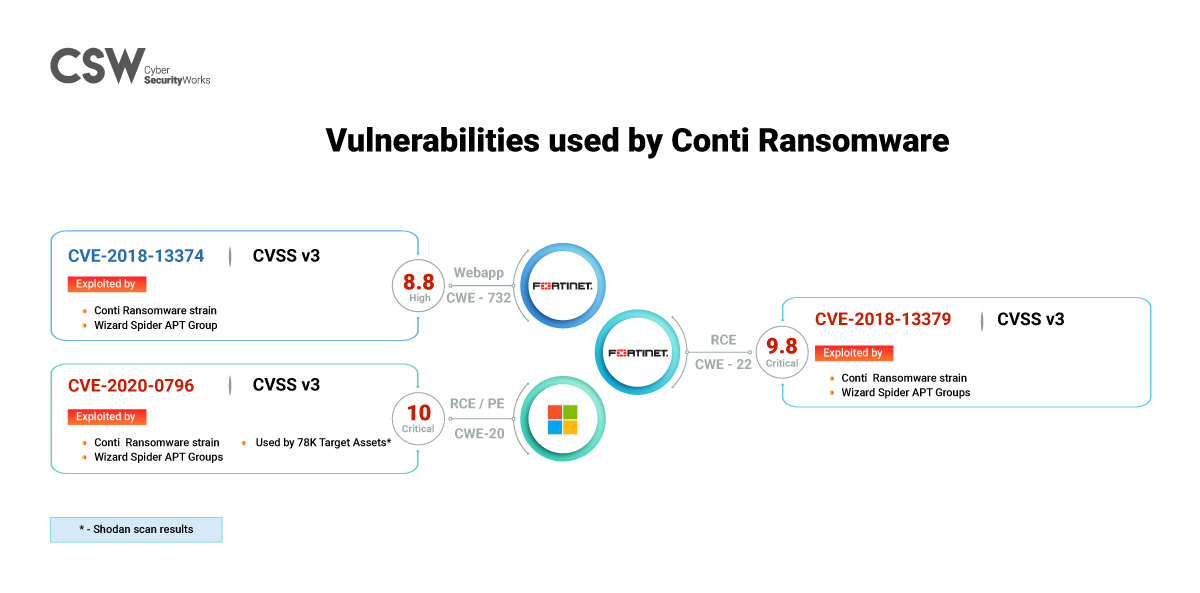 CSW Cyber
SecurityWorks
Vulnerabilities used by Conti Ransomware
CVE-2018-13374 | CVSS v3
Exploited by
Conti Ransomware strain
Wizard Spider APT Group
8.8
High
Webapp
CWE - 732
FORTINET
CVE-2020-0796 | CVSS v3
Exploited by
Conti Ransomware strain
Used by 78K Target Assets*
Wizard Spider APT Groups
10
Critical
RCE / PE
CWE-20
FORTINET
RCE
CWE - 22
9.8
Critical
CVE-2018-13379 | CVSS v3
Exploited by
Conti Ransomware strain
Wizard Spider APT Groups
* - Shodan scan results